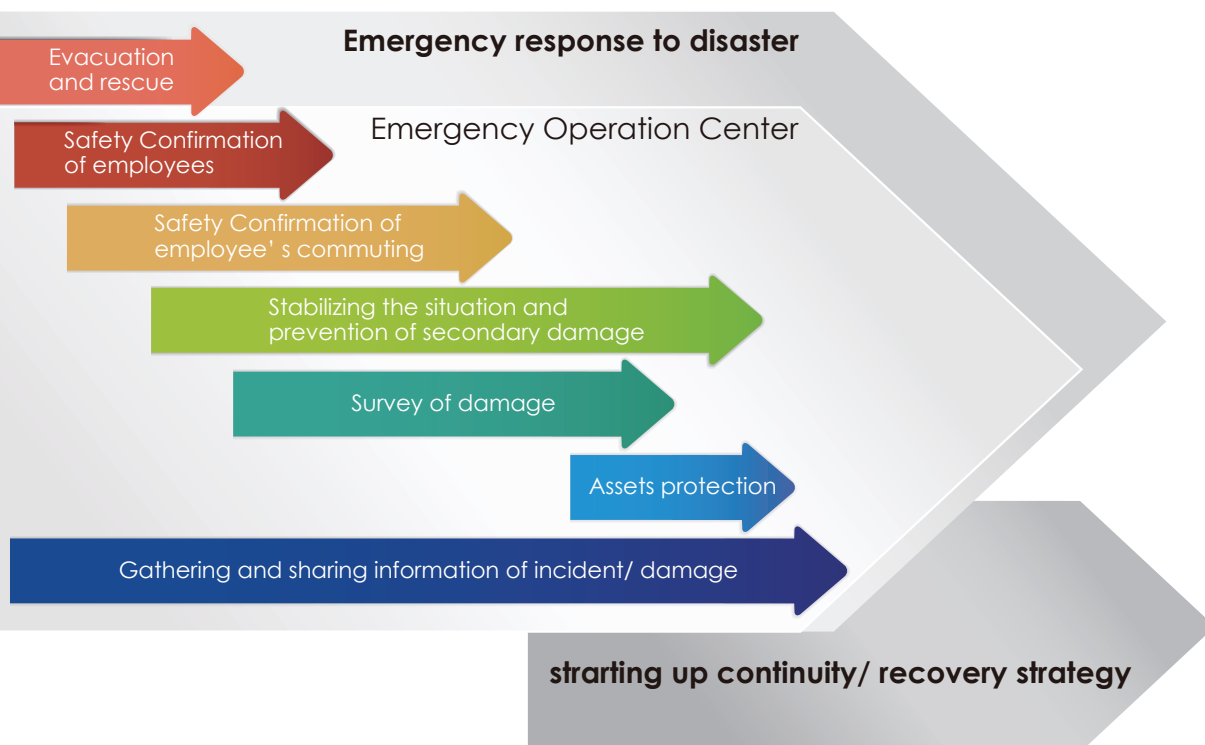 Emergency response to disaster
Evacuation
and rescue
Emergency Operation Center
Safety Confirmation
of employees
Safety Confirmation of
employee’ s commuting
Stabilizing the situation and
prevention of secondary damage
Survey of damage
Assets protection
Gathering and sharing information of incident/ damage
strarting up continuity/ recovery strategy